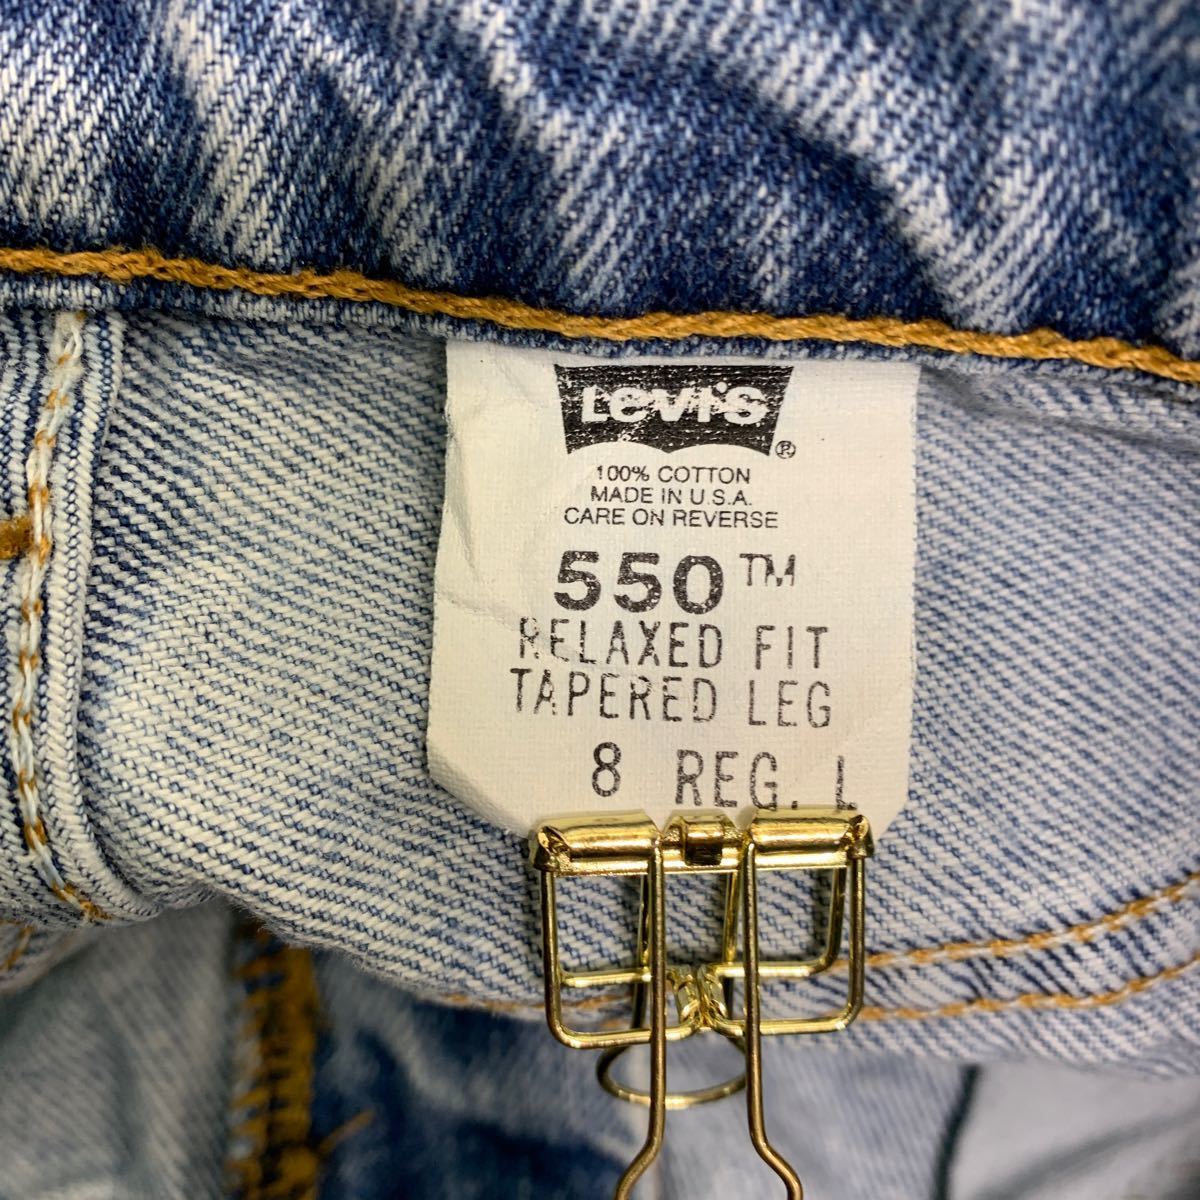 Levi's ®
100% COTTON
MADE IN U.S.A.
CARE ON REVERSE
550™
RELAXED FIT
TAPERED LEG
8 REG. L